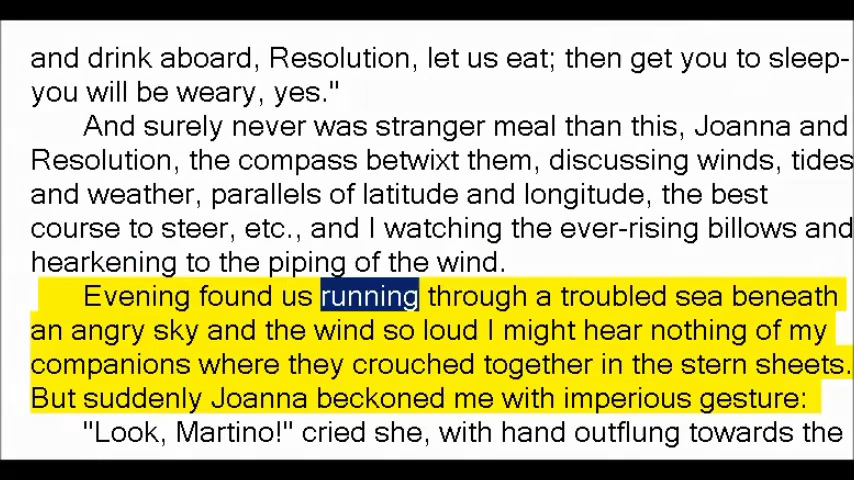 and drink aboard, Resolution, let us eat; then get you to sleep-
you will be weary, yes."
And surely never was stranger meal than this, Joanna and
Resolution, the compass betwixt them, discussing winds, tides
and weather, parallels of latitude and longitude, the best
course to steer, etc., and I watching the ever-rising billows and
hearkening to the piping of the wind.
Evening found us running through a troubled sea beneath
an angry sky and the wind so loud I might hear nothing of my
companions where they crouched together in the stern sheets.
But suddenly Joanna beckoned me with imperious gesture:
"Look, Martino!" cried she, with hand outflung towards the